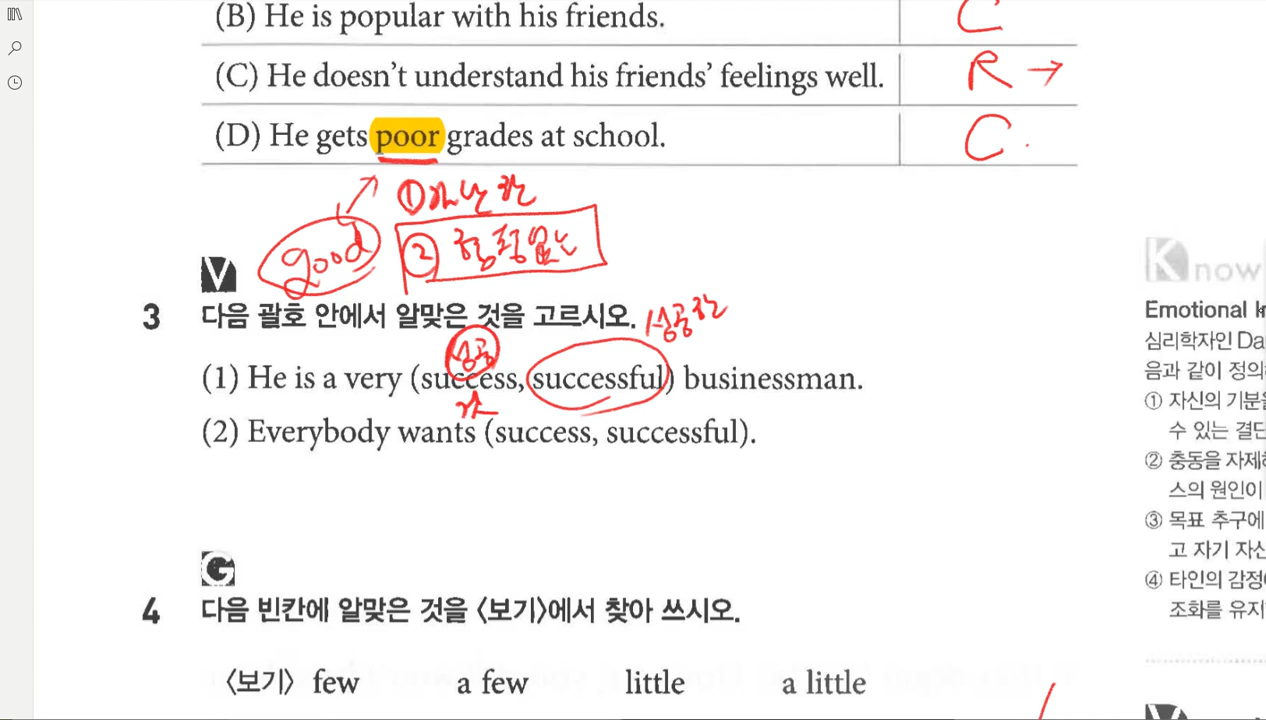 (B) He is popular with his friends. C
(C) He doesn't understand his friends' feelings well. R →
(D) He gets poor grades at school. C.
① 가난한
good ② 형편없는
V
3 다음 괄호 안에서 알맞은 것을 고르시오. 성공한
성공
(1) He is a very (success, successful) businessman.
(2) Everybody wants (success, successful).
G
4 다음 빈칸에 알맞은 것을 〈보기〉에서 찾아 쓰시오.
〈보기〉 few a few little a little
Know
Emotional I
심리학자인 Da
음과 같이 정의
① 자신의 기분을
수 있는 결단
② 충동을 자제하
스의 원인이
③ 목표 추구에
고 자기 자신
④ 타인의 감정
조화를 유지